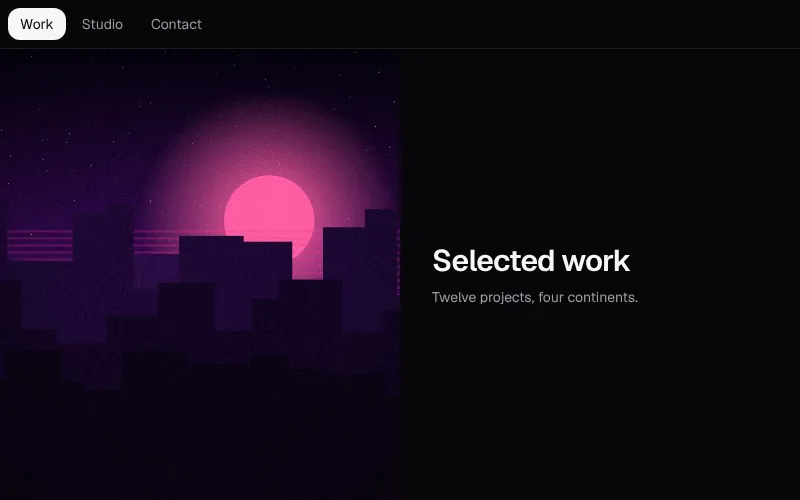 Work
Studio
Contact
Selected work
Twelve projects, four continents.